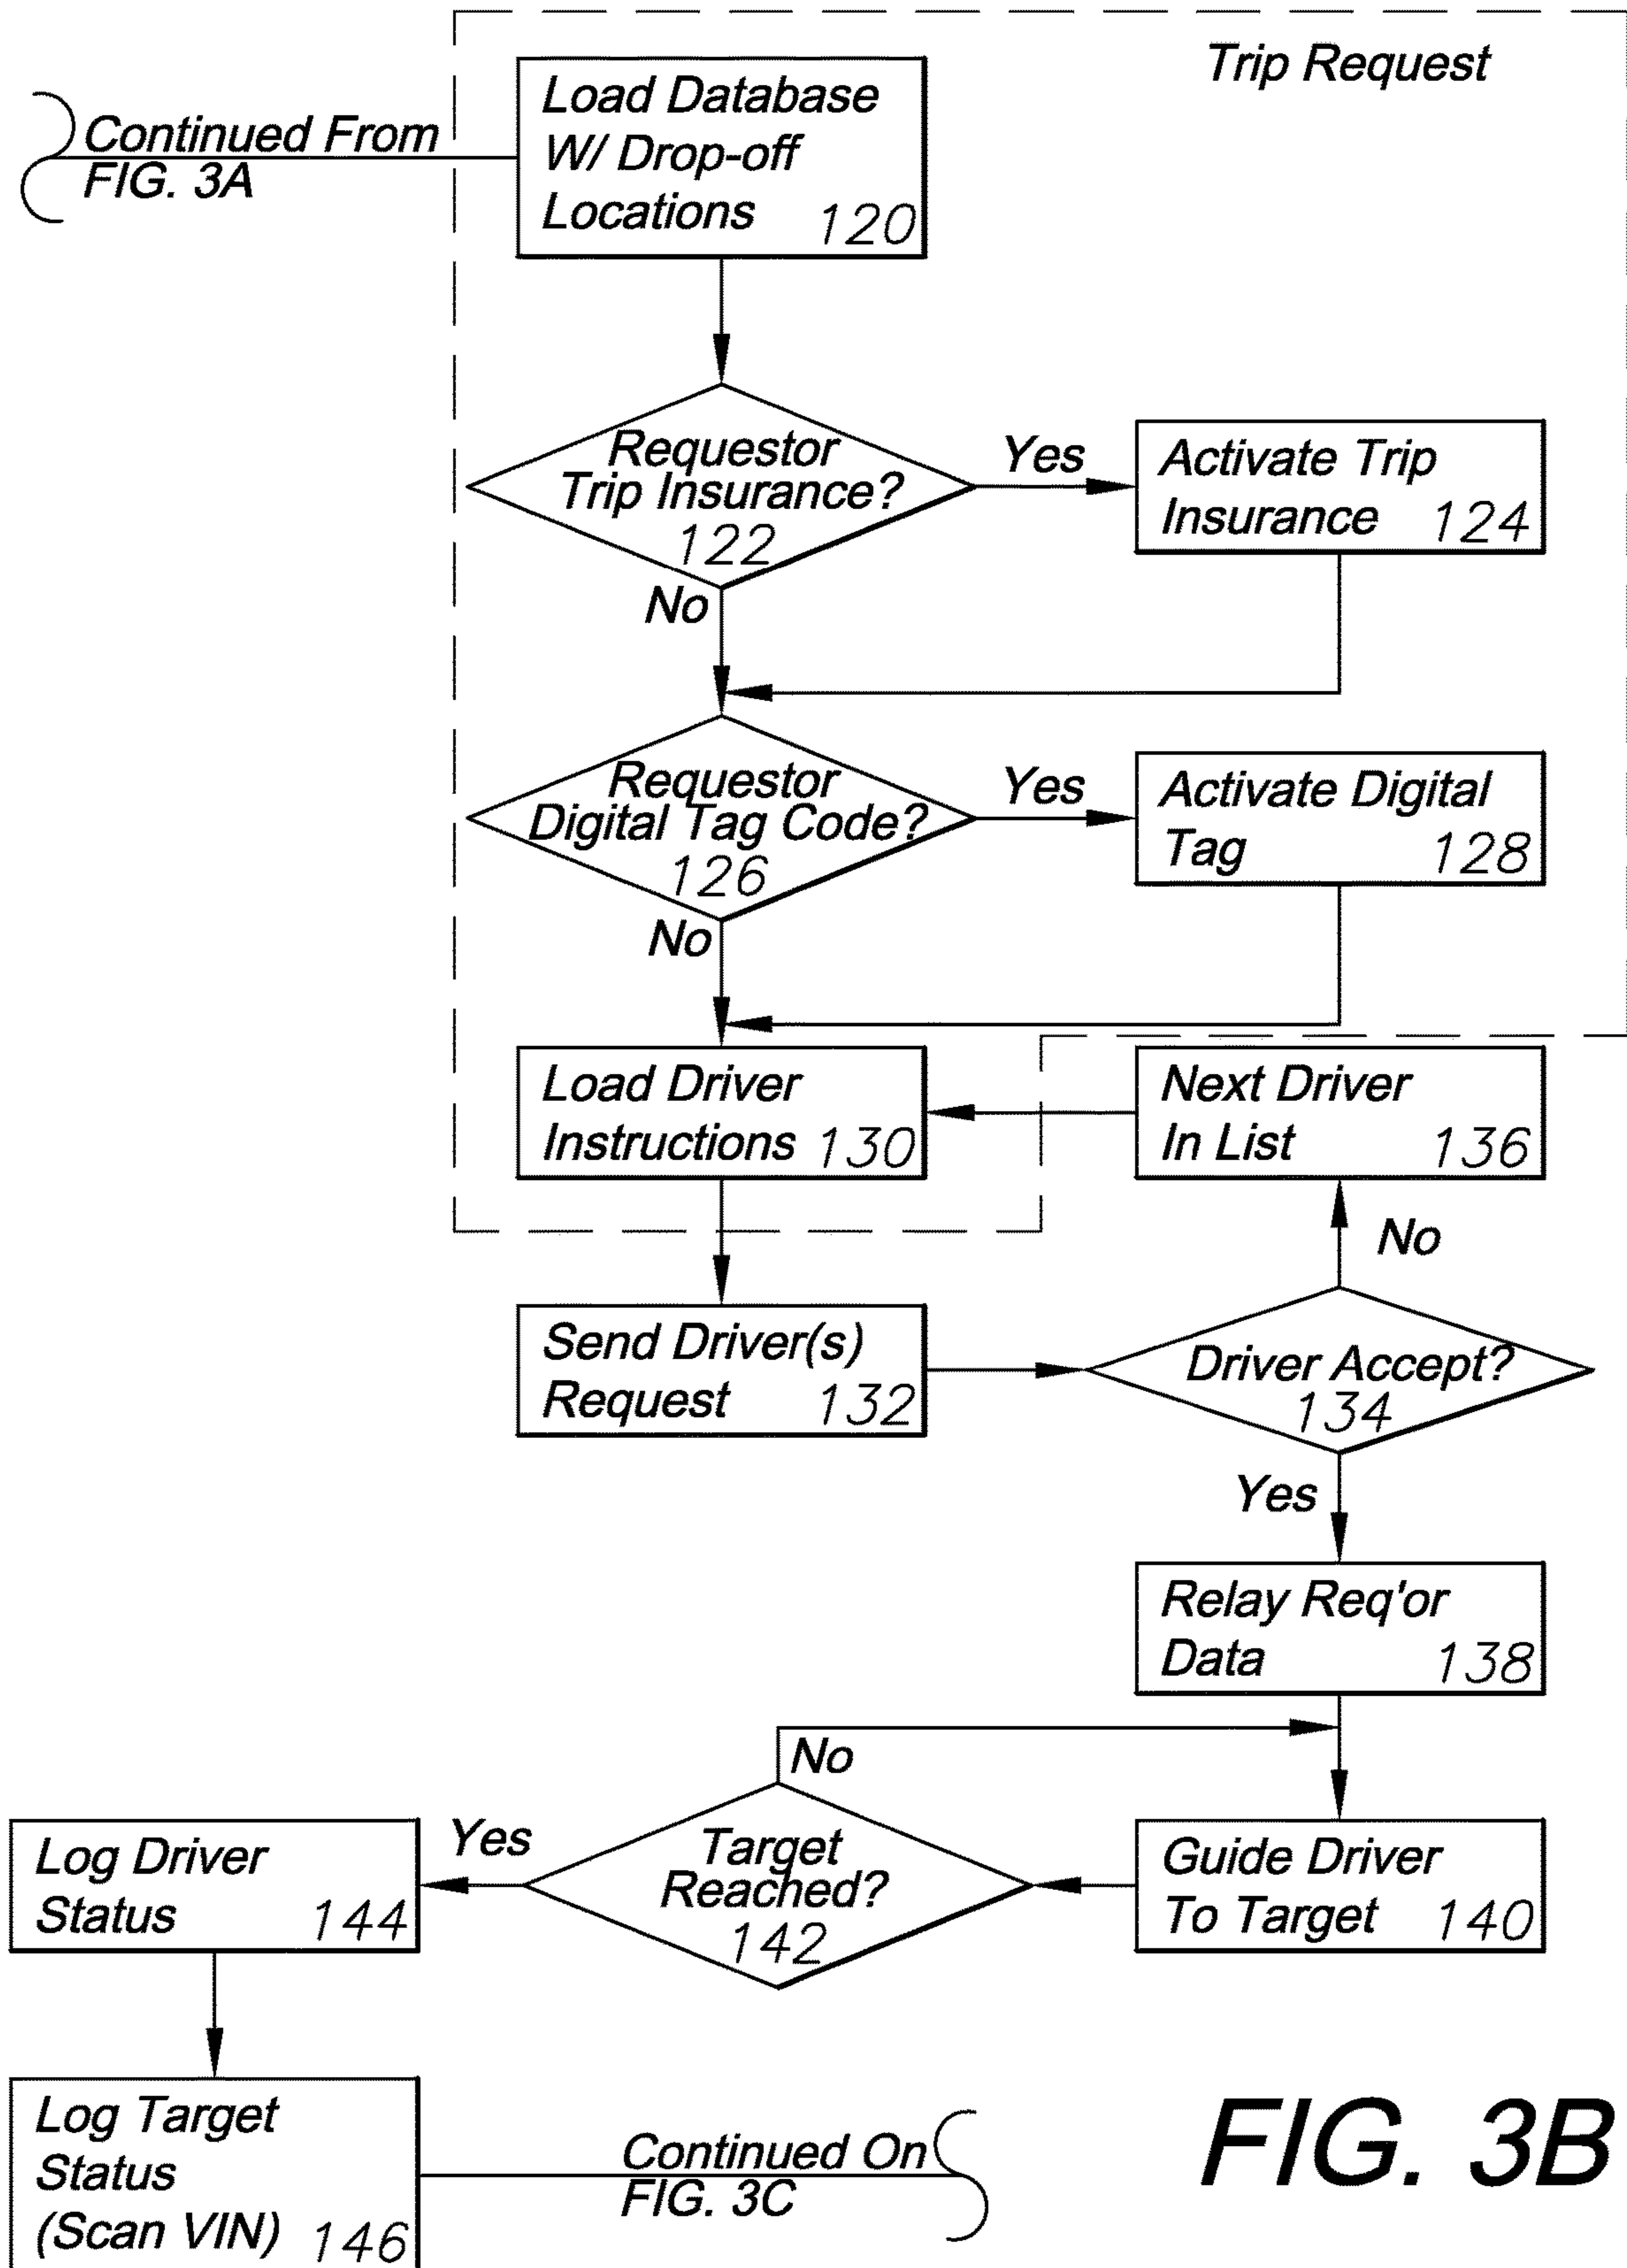 Trip Request
Continued From
FIG. 3A
Load Database
W/ Drop-off
Locations 120
Requestor
Trip Insurance?
122
Yes
Activate Trip
Insurance 124
No
Requestor
Digital Tag Code?
126
Yes
Activate Digital
Tag 128
No
Load Driver
Instructions 130
Next Driver
In List 136
No
Send Driver(s)
Request 132
Driver Accept?
134
Yes
Relay Req'or
Data 138
No
Guide Driver
To Target 140
Target
Reached?
142
Yes
Log Driver
Status 144
Log Target
Status
(Scan VIN) 146
Continued On
FIG. 3C
FIG. 3B